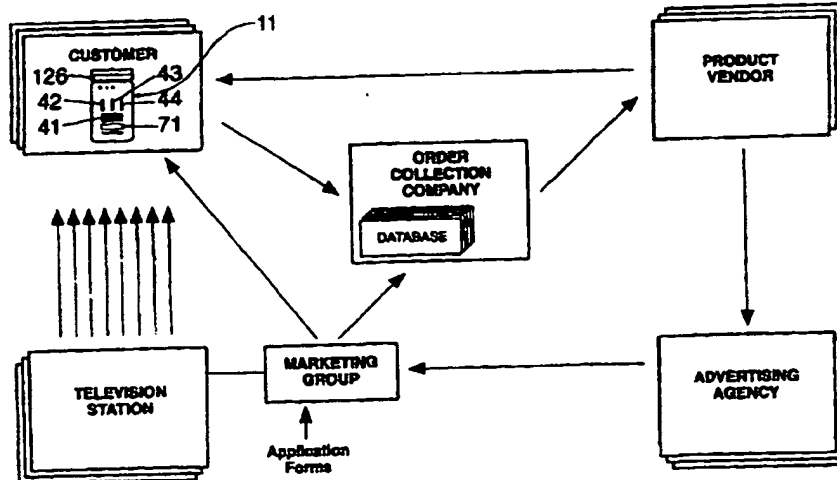 11
CUSTOMER
126
43
42
44
41
71
PRODUCT
VENDOR
ORDER
COLLECTION
COMPANY
DATABASE
TELEVISION
STATION
MARKETING
GROUP
Application
Forms
ADVERTISING
AGENCY